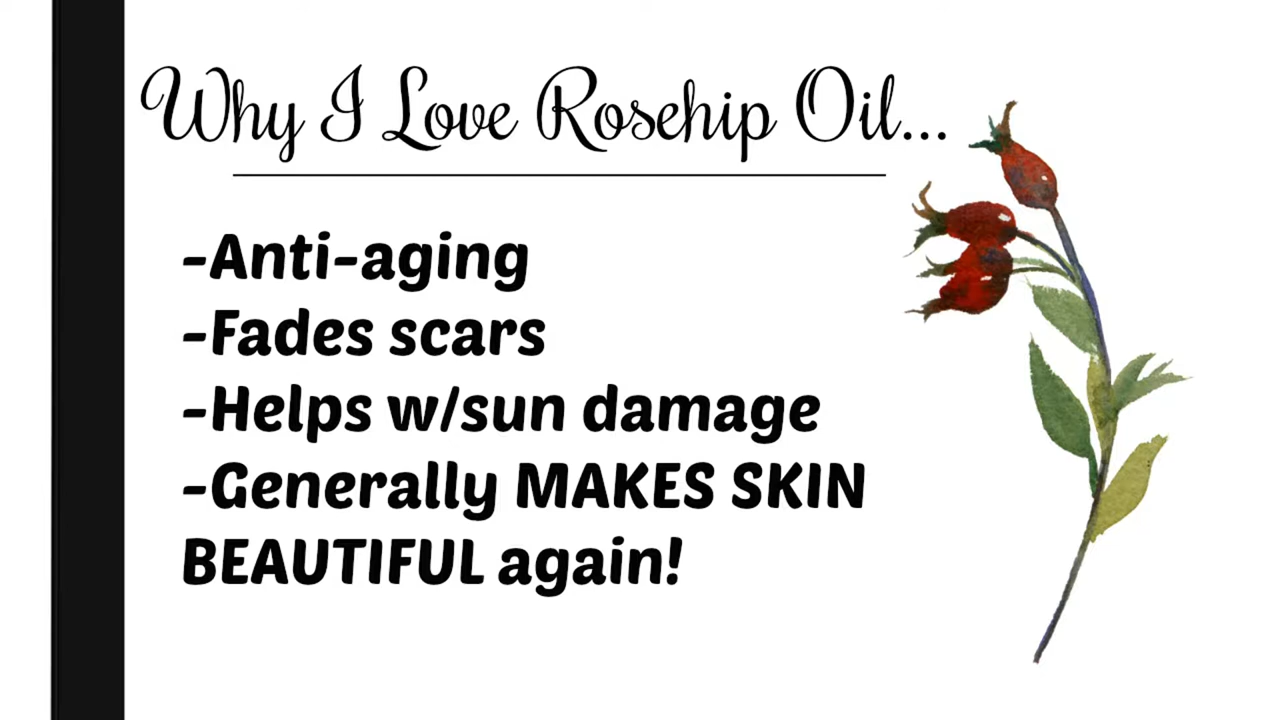 Why I Love Rosehip Oil...
-Anti-aging
-Fades scars
-Helps w/sun damage
-Generally MAKES SKIN
BEAUTIFUL again!